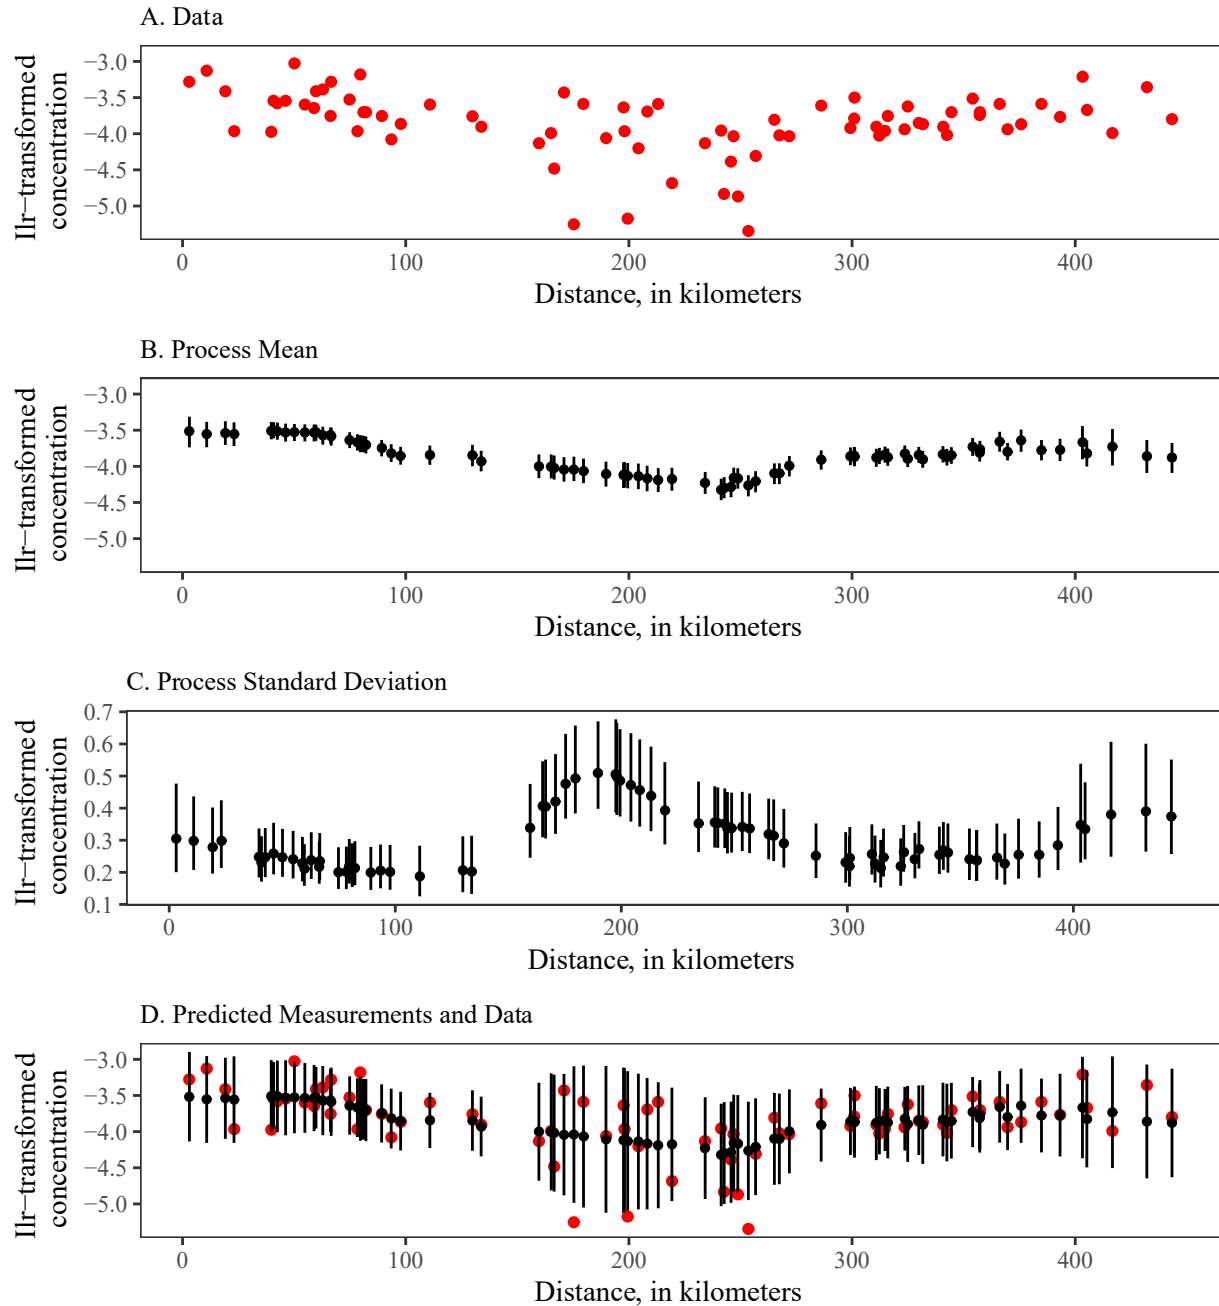 A. Data
Ilr−transformed
concentration
−3.0
−3.5
−4.0
−4.5
−5.0
0 100 200 300 400
Distance, in kilometers
B. Process Mean
Ilr−transformed
concentration
−3.0
−3.5
−4.0
−4.5
−5.0
0 100 200 300 400
Distance, in kilometers
C. Process Standard Deviation
Ilr−transformed
concentration
0.7
0.6
0.5
0.4
0.3
0.2
0.1
0 100 200 300 400
Distance, in kilometers
D. Predicted Measurements and Data
Ilr−transformed
concentration
−3.0
−3.5
−4.0
−4.5
−5.0
0 100 200 300 400
Distance, in kilometers